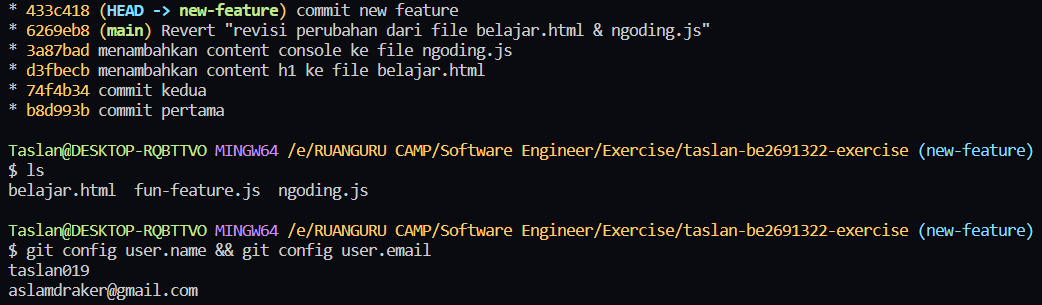 * 433c418 (HEAD -> new-feature) commit new feature
* 6269eb8 (main) Revert "revisi perubahan dari file belajar.html & ngoding.js"
* 3a87bad menambahkan content console ke file ngoding.js
* d3fbecb menambahkan content h1 ke file belajar.html
* 74f4b34 commit kedua
* b8d993b commit pertama
Taslan@DESKTOP-RQBTTVO MINGW64 /e/RUANGURU CAMP/Software Engineer/Exercise/taslan-be2691322-exercise (new-feature)
$ ls
belajar.html  fun-feature.js  ngoding.js
Taslan@DESKTOP-RQBTTVO MINGW64 /e/RUANGURU CAMP/Software Engineer/Exercise/taslan-be2691322-exercise (new-feature)
$ git config user.name && git config user.email
taslan019
aslamdraker@gmail.com